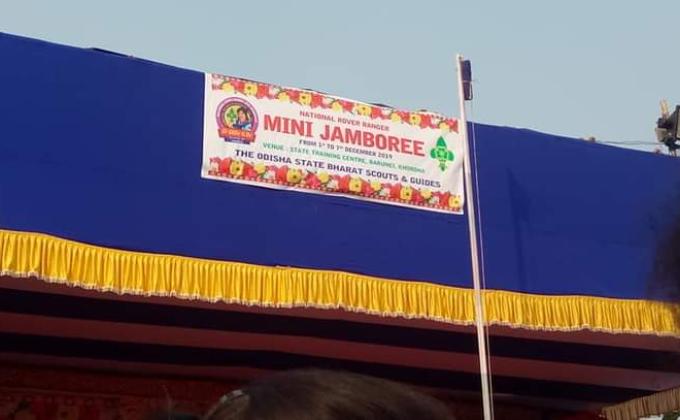 NATIONAL ROVER RANGER
MINI JAMBOREE
FROM 1ST TO 7TH DECEMBER 2019
VENUE : STATE TRAINING CENTRE, BARUNEI, KHORDHA
THE ODISHA STATE BHARAT SCOUTS & GUIDES